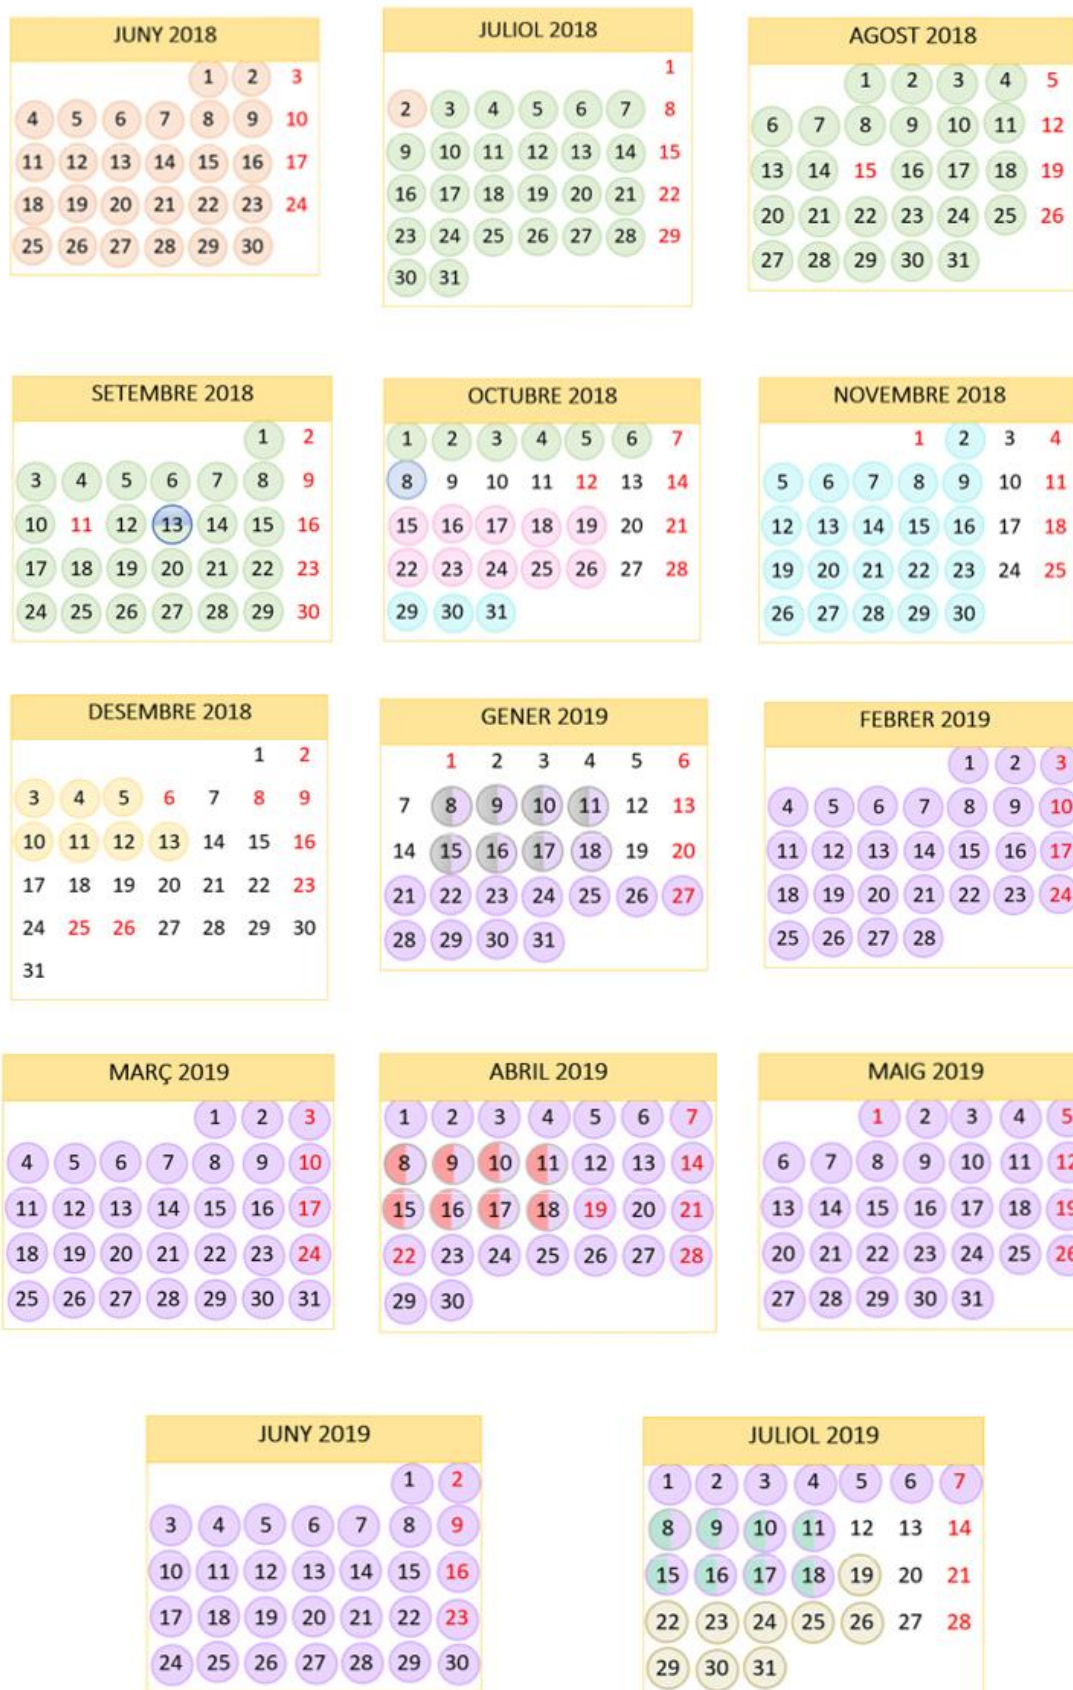 JUNY 2018
1 2 3
4 5 6 7 8 9 10
11 12 13 14 15 16 17
18 19 20 21 22 23 24
25 26 27 28 29 30
JULIOL 2018
1
2 3 4 5 6 7 8
9 10 11 12 13 14 15
16 17 18 19 20 21 22
23 24 25 26 27 28 29
30 31
AGOST 2018
1 2 3 4 5
6 7 8 9 10 11 12
13 14 15 16 17 18 19
20 21 22 23 24 25 26
27 28 29 30 31
SETEMBRE 2018
1 2
3 4 5 6 7 8 9
10 11 12 13 14 15 16
17 18 19 20 21 22 23
24 25 26 27 28 29 30
OCTUBRE 2018
1 2 3 4 5 6 7
8 9 10 11 12 13 14
15 16 17 18 19 20 21
22 23 24 25 26 27 28
29 30 31
NOVEMBRE 2018
1 2 3 4
5 6 7 8 9 10 11
12 13 14 15 16 17 18
19 20 21 22 23 24 25
26 27 28 29 30
DESEMBRE 2018
1 2
3 4 5 6 7 8 9
10 11 12 13 14 15 16
17 18 19 20 21 22 23
24 25 26 27 28 29 30
31
GENER 2019
1 2 3 4 5 6
7 8 9 10 11 12 13
14 15 16 17 18 19 20
21 22 23 24 25 26 27
28 29 30 31
FEBRER 2019
1 2 3
4 5 6 7 8 9 10
11 12 13 14 15 16 17
18 19 20 21 22 23 24
25 26 27 28
MARÇ 2019
1 2 3
4 5 6 7 8 9 10
11 12 13 14 15 16 17
18 19 20 21 22 23 24
25 26 27 28 29 30 31
ABRIL 2019
1 2 3 4 5 6 7
8 9 10 11 12 13 14
15 16 17 18 19 20 21
22 23 24 25 26 27 28
29 30
MAIG 2019
1 2 3 4 5
6 7 8 9 10 11 12
13 14 15 16 17 18 19
20 21 22 23 24 25 26
27 28 29 30 31
JUNY 2019
1 2
3 4 5 6 7 8 9
10 11 12 13 14 15 16
17 18 19 20 21 22 23
24 25 26 27 28 29 30
JULIOL 2019
1 2 3 4 5 6 7
8 9 10 11 12 13 14
15 16 17 18 19 20 21
22 23 24 25 26 27 28
29 30 31